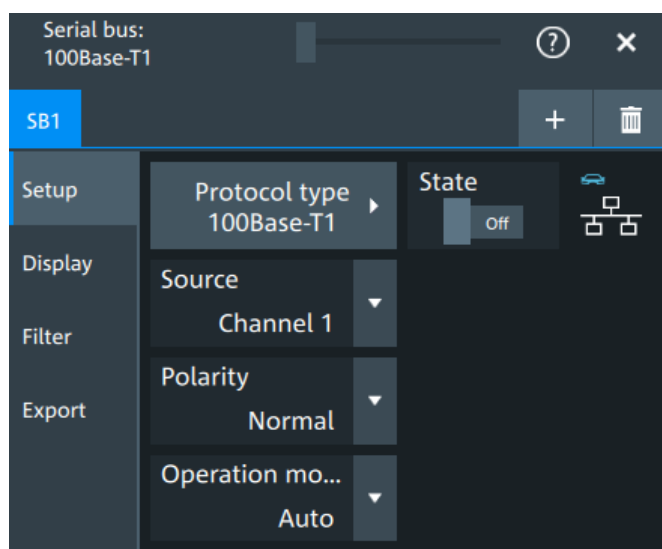 Serial bus:
100Base-T1
?
SB1
+
Setup
Display
Filter
Export
Protocol type
100Base-T1
State
Off
Source
Channel 1
Polarity
Normal
Operation mo...
Auto